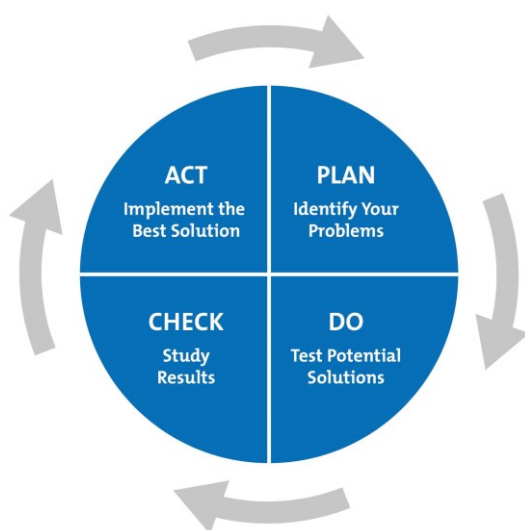 ACT
Implement the
Best Solution
PLAN
Identify Your
Problems
CHECK
Study
Results
DO
Test Potential
Solutions